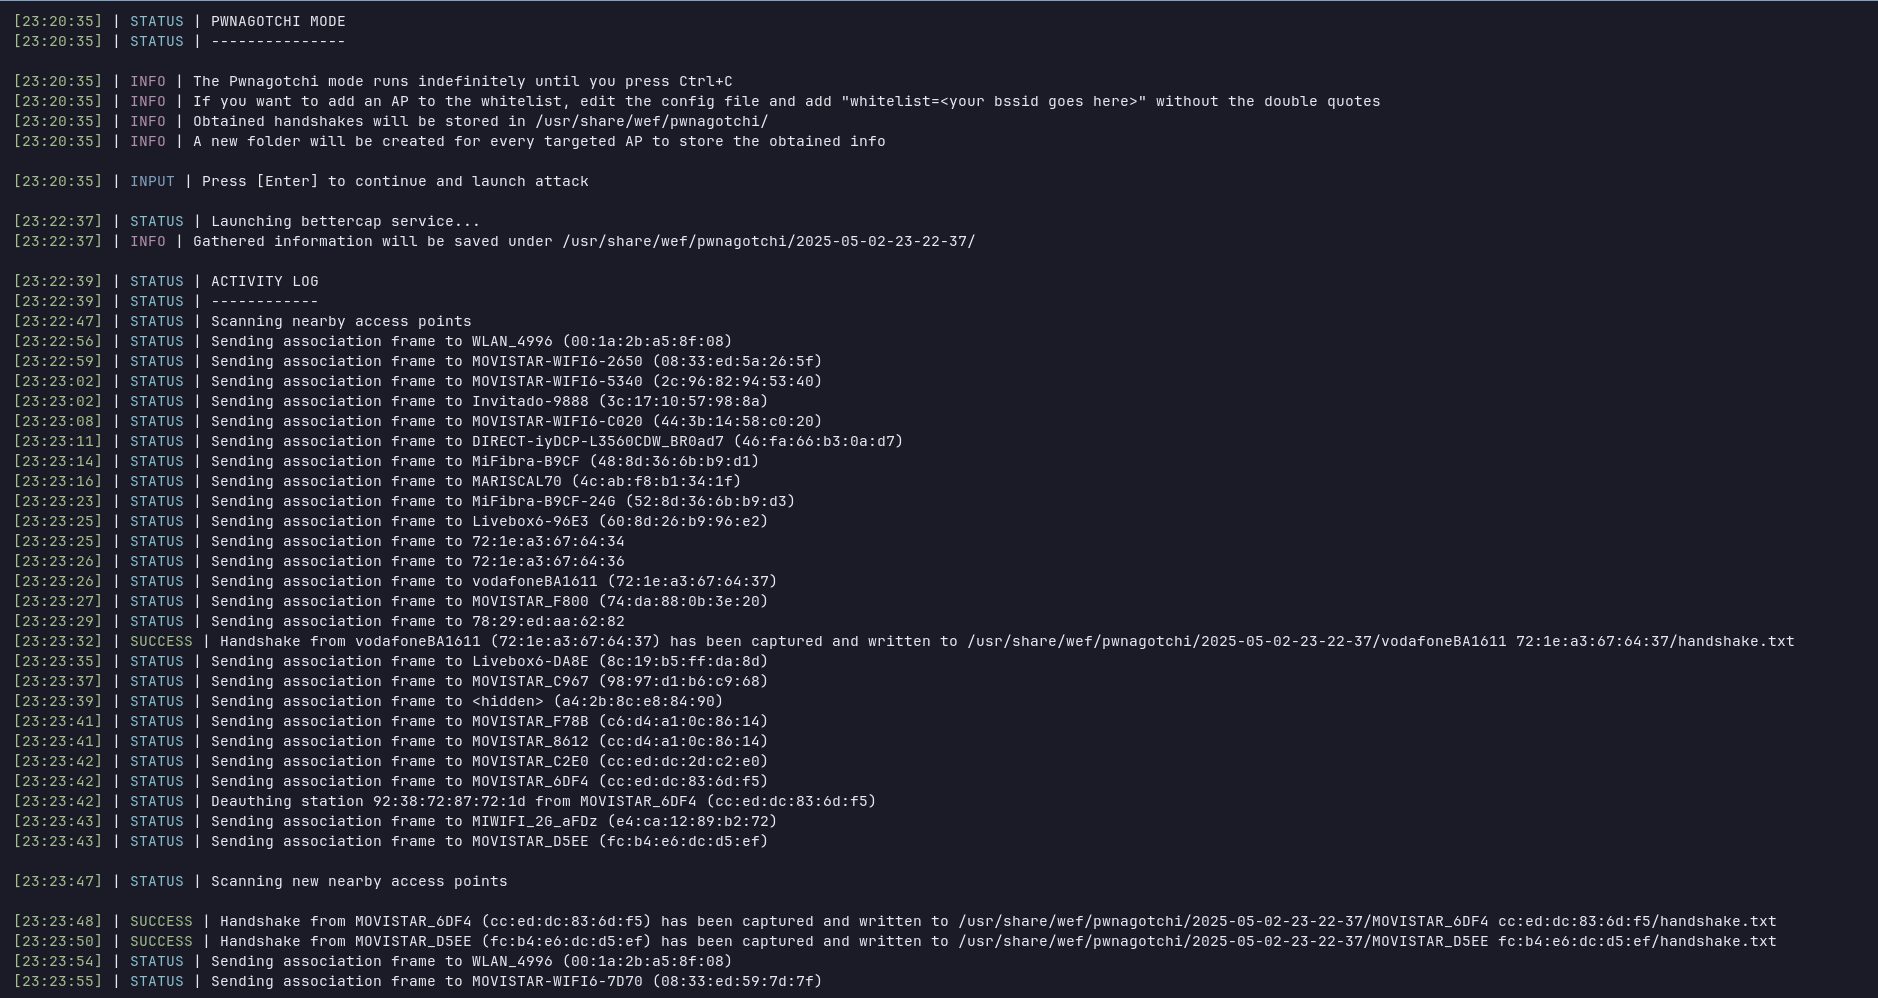 [23:20:35] | STATUS | PWNAGOTCHI MODE
[23:20:35] | STATUS | ---------------
[23:20:35] | INFO | The Pwnagotchi mode runs indefinitely until you press Ctrl+C
[23:20:35] | INFO | If you want to add an AP to the whitelist, edit the config file and add "whitelist=<your bssid goes here>" without the double quotes
[23:20:35] | INFO | Obtained handshakes will be stored in /usr/share/wef/pwnagotchi/
[23:20:35] | INFO | A new folder will be created for every targeted AP to store the obtained info
[23:20:35] | INPUT | Press [Enter] to continue and launch attack
[23:22:37] | STATUS | Launching bettercap service...
[23:22:37] | INFO | Gathered information will be saved under /usr/share/wef/pwnagotchi/2025-05-02-23-22-37/
[23:22:39] | STATUS | ACTIVITY LOG
[23:22:39] | STATUS | ------------
[23:22:47] | STATUS | Scanning nearby access points
[23:22:56] | STATUS | Sending association frame to WLAN_4996 (00:1a:2b:a5:8f:08)
[23:22:59] | STATUS | Sending association frame to MOVISTAR-WIFI6-2650 (08:33:ed:5a:26:5f)
[23:23:02] | STATUS | Sending association frame to MOVISTAR-WIFI6-5340 (2c:96:82:94:53:40)
[23:23:02] | STATUS | Sending association frame to Invitado-9888 (3c:17:10:57:98:8a)
[23:23:08] | STATUS | Sending association frame to MOVISTAR-WIFI6-C020 (44:3b:14:58:c0:20)
[23:23:11] | STATUS | Sending association frame to DIRECT-iyDCP-L3560CDW_BR0ad7 (46:fa:66:b3:0a:d7)
[23:23:14] | STATUS | Sending association frame to MiFibra-B9CF (48:8d:36:6b:b9:d1)
[23:23:16] | STATUS | Sending association frame to MARISCAL70 (4c:ab:f8:b1:34:1f)
[23:23:23] | STATUS | Sending association frame to MiFibra-B9CF-24G (52:8d:36:6b:b9:d3)
[23:23:25] | STATUS | Sending association frame to Livebox6-96E3 (60:8d:26:b9:96:e2)
[23:23:25] | STATUS | Sending association frame to 72:1e:a3:67:64:34
[23:23:26] | STATUS | Sending association frame to 72:1e:a3:67:64:36
[23:23:26] | STATUS | Sending association frame to vodafoneBA1611 (72:1e:a3:67:64:37)
[23:23:27] | STATUS | Sending association frame to MOVISTAR_F800 (74:da:88:0b:3e:20)
[23:23:29] | STATUS | Sending association frame to 78:29:ed:aa:62:82
[23:23:32] | SUCCESS | Handshake from vodafoneBA1611 (72:1e:a3:67:64:37) has been captured and written to /usr/share/wef/pwnagotchi/2025-05-02-23-22-37/vodafoneBA1611 72:1e:a3:67:64:37/handshake.txt
[23:23:35] | STATUS | Sending association frame to Livebox6-DA8E (8c:19:b5:ff:da:8d)
[23:23:37] | STATUS | Sending association frame to MOVISTAR_C967 (98:97:d1:b6:c9:68)
[23:23:39] | STATUS | Sending association frame to <hidden> (a4:2b:8c:e8:84:90)
[23:23:41] | STATUS | Sending association frame to MOVISTAR_F78B (c6:d4:a1:0c:86:14)
[23:23:41] | STATUS | Sending association frame to MOVISTAR_8612 (cc:d4:a1:0c:86:14)
[23:23:42] | STATUS | Sending association frame to MOVISTAR_C2E0 (cc:ed:dc:2d:c2:e0)
[23:23:42] | STATUS | Sending association frame to MOVISTAR_6DF4 (cc:ed:dc:83:6d:f5)
[23:23:42] | STATUS | Deauthing station 92:38:72:87:72:1d from MOVISTAR_6DF4 (cc:ed:dc:83:6d:f5)
[23:23:43] | STATUS | Sending association frame to MIWIFI_2G_aFDz (e4:ca:12:89:b2:72)
[23:23:43] | STATUS | Sending association frame to MOVISTAR_D5EE (fc:b4:e6:dc:d5:ef)
[23:23:47] | STATUS | Scanning new nearby access points
[23:23:48] | SUCCESS | Handshake from MOVISTAR_6DF4 (cc:ed:dc:83:6d:f5) has been captured and written to /usr/share/wef/pwnagotchi/2025-05-02-23-22-37/MOVISTAR_6DF4 cc:ed:dc:83:6d:f5/handshake.txt
[23:23:50] | SUCCESS | Handshake from MOVISTAR_D5EE (fc:b4:e6:dc:d5:ef) has been captured and written to /usr/share/wef/pwnagotchi/2025-05-02-23-22-37/MOVISTAR_D5EE fc:b4:e6:dc:d5:ef/handshake.txt
[23:23:54] | STATUS | Sending association frame to WLAN_4996 (00:1a:2b:a5:8f:08)
[23:23:55] | STATUS | Sending association frame to MOVISTAR-WIFI6-7D70 (08:33:ed:59:7d:7f)